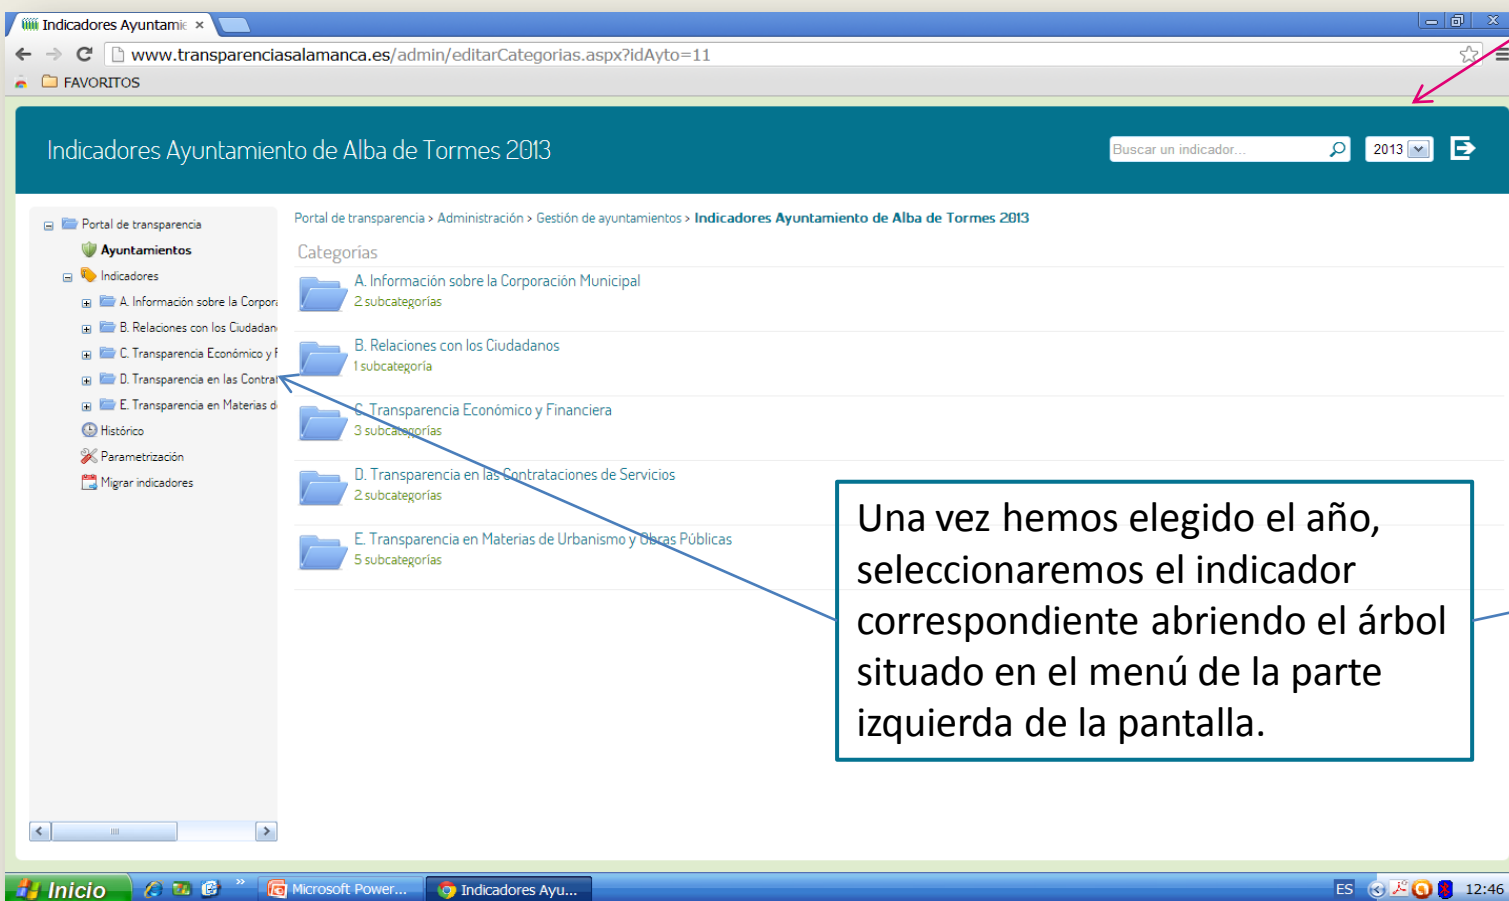 Indicadores Ayuntamie
www.transparenciasalamanca.es/admin/editarCategorias.aspx?idAyto=11
FAVORITOS
Indicadores Ayuntamiento de Alba de Tormes 2013
Buscar un indicador...
2013
Portal de transparencia
Ayuntamientos
Indicadores
A. Información sobre la Corpora
B. Relaciones con los Ciudadan
C. Transparencia Económico y F
D. Transparencia en las Contrat
E. Transparencia en Materias d
Histórico
Parametrización
Migrar indicadores
Portal de transparencia > Administración > Gestión de ayuntamientos > Indicadores Ayuntamiento de Alba de Tormes 2013
Categorías
A. Información sobre la Corporación Municipal
2 subcategorías
B. Relaciones con los Ciudadanos
1 subcategoría
C. Transparencia Económico y Financiera
3 subcategorías
D. Transparencia en las Contrataciones de Servicios
2 subcategorías
E. Transparencia en Materias de Urbanismo y Obras Públicas
5 subcategorías
Una vez hemos elegido el año,
seleccionaremos el indicador
correspondiente abriendo el árbol
situado en el menú de la parte
izquierda de la pantalla.
Inicio
Microsoft Power...
Indicadores Ayu...
ES
12:46